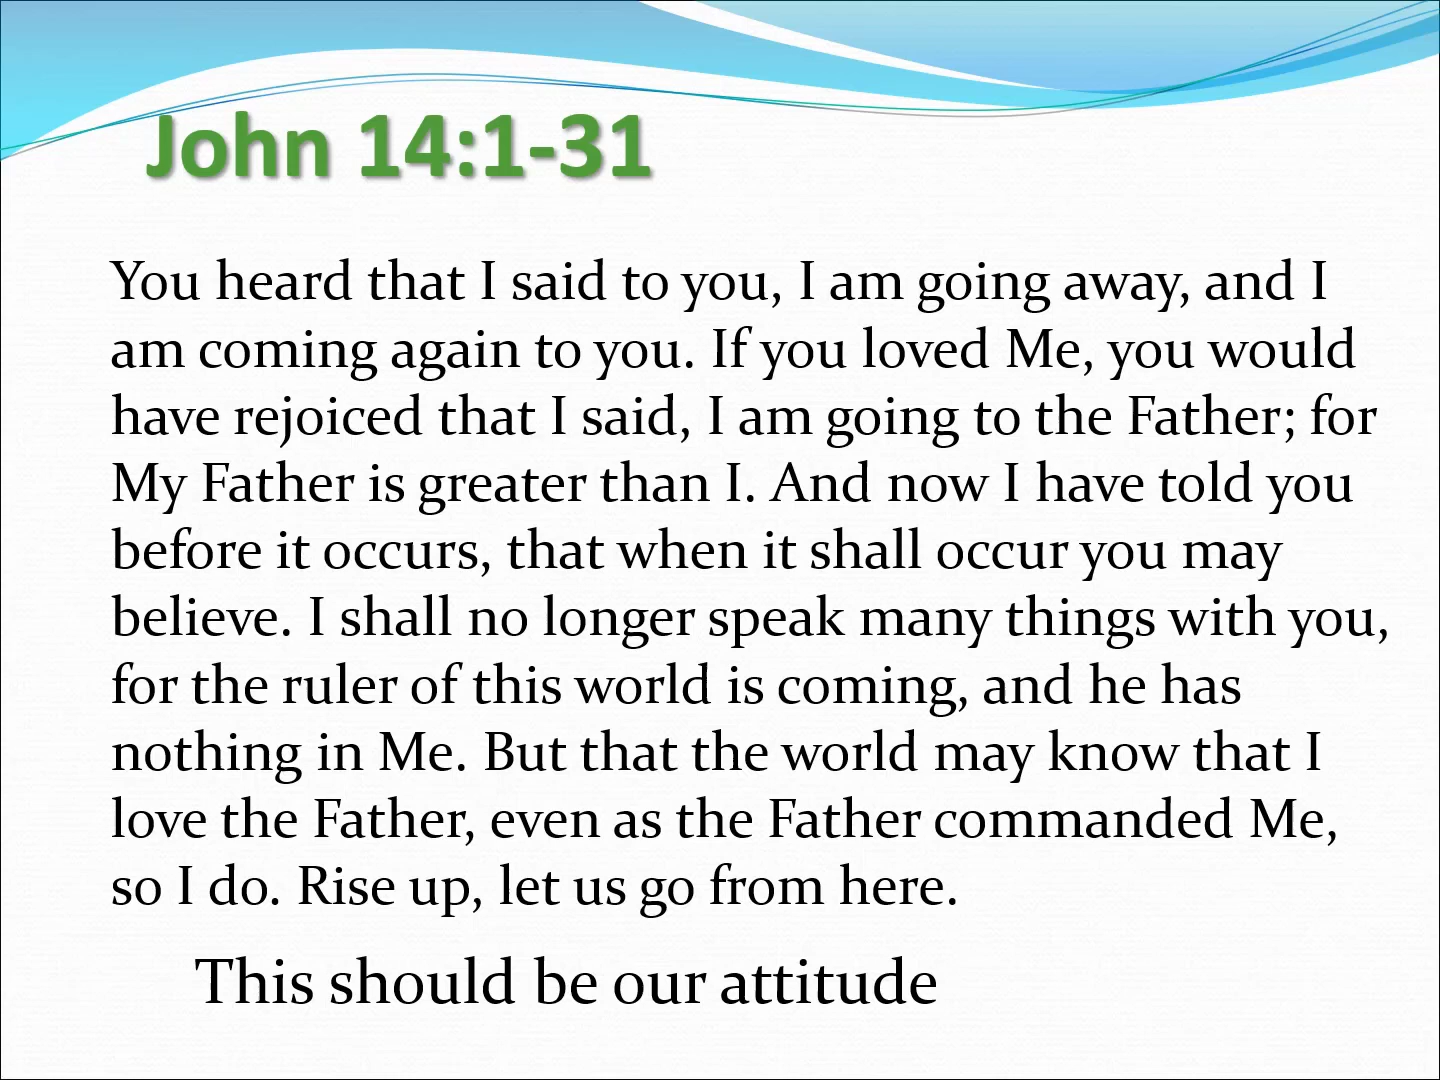 John 14:1-31
You heard that I said to you, I am going away, and I
am coming again to you. If you loved Me, you would
have rejoiced that I said, I am going to the Father; for
My Father is greater than I. And now I have told you
before it occurs, that when it shall occur you may
believe. I shall no longer speak many things with you,
for the ruler of this world is coming, and he has
nothing in Me. But that the world may know that I
love the Father, even as the Father commanded Me,
so I do. Rise up, let us go from here.
This should be our attitude